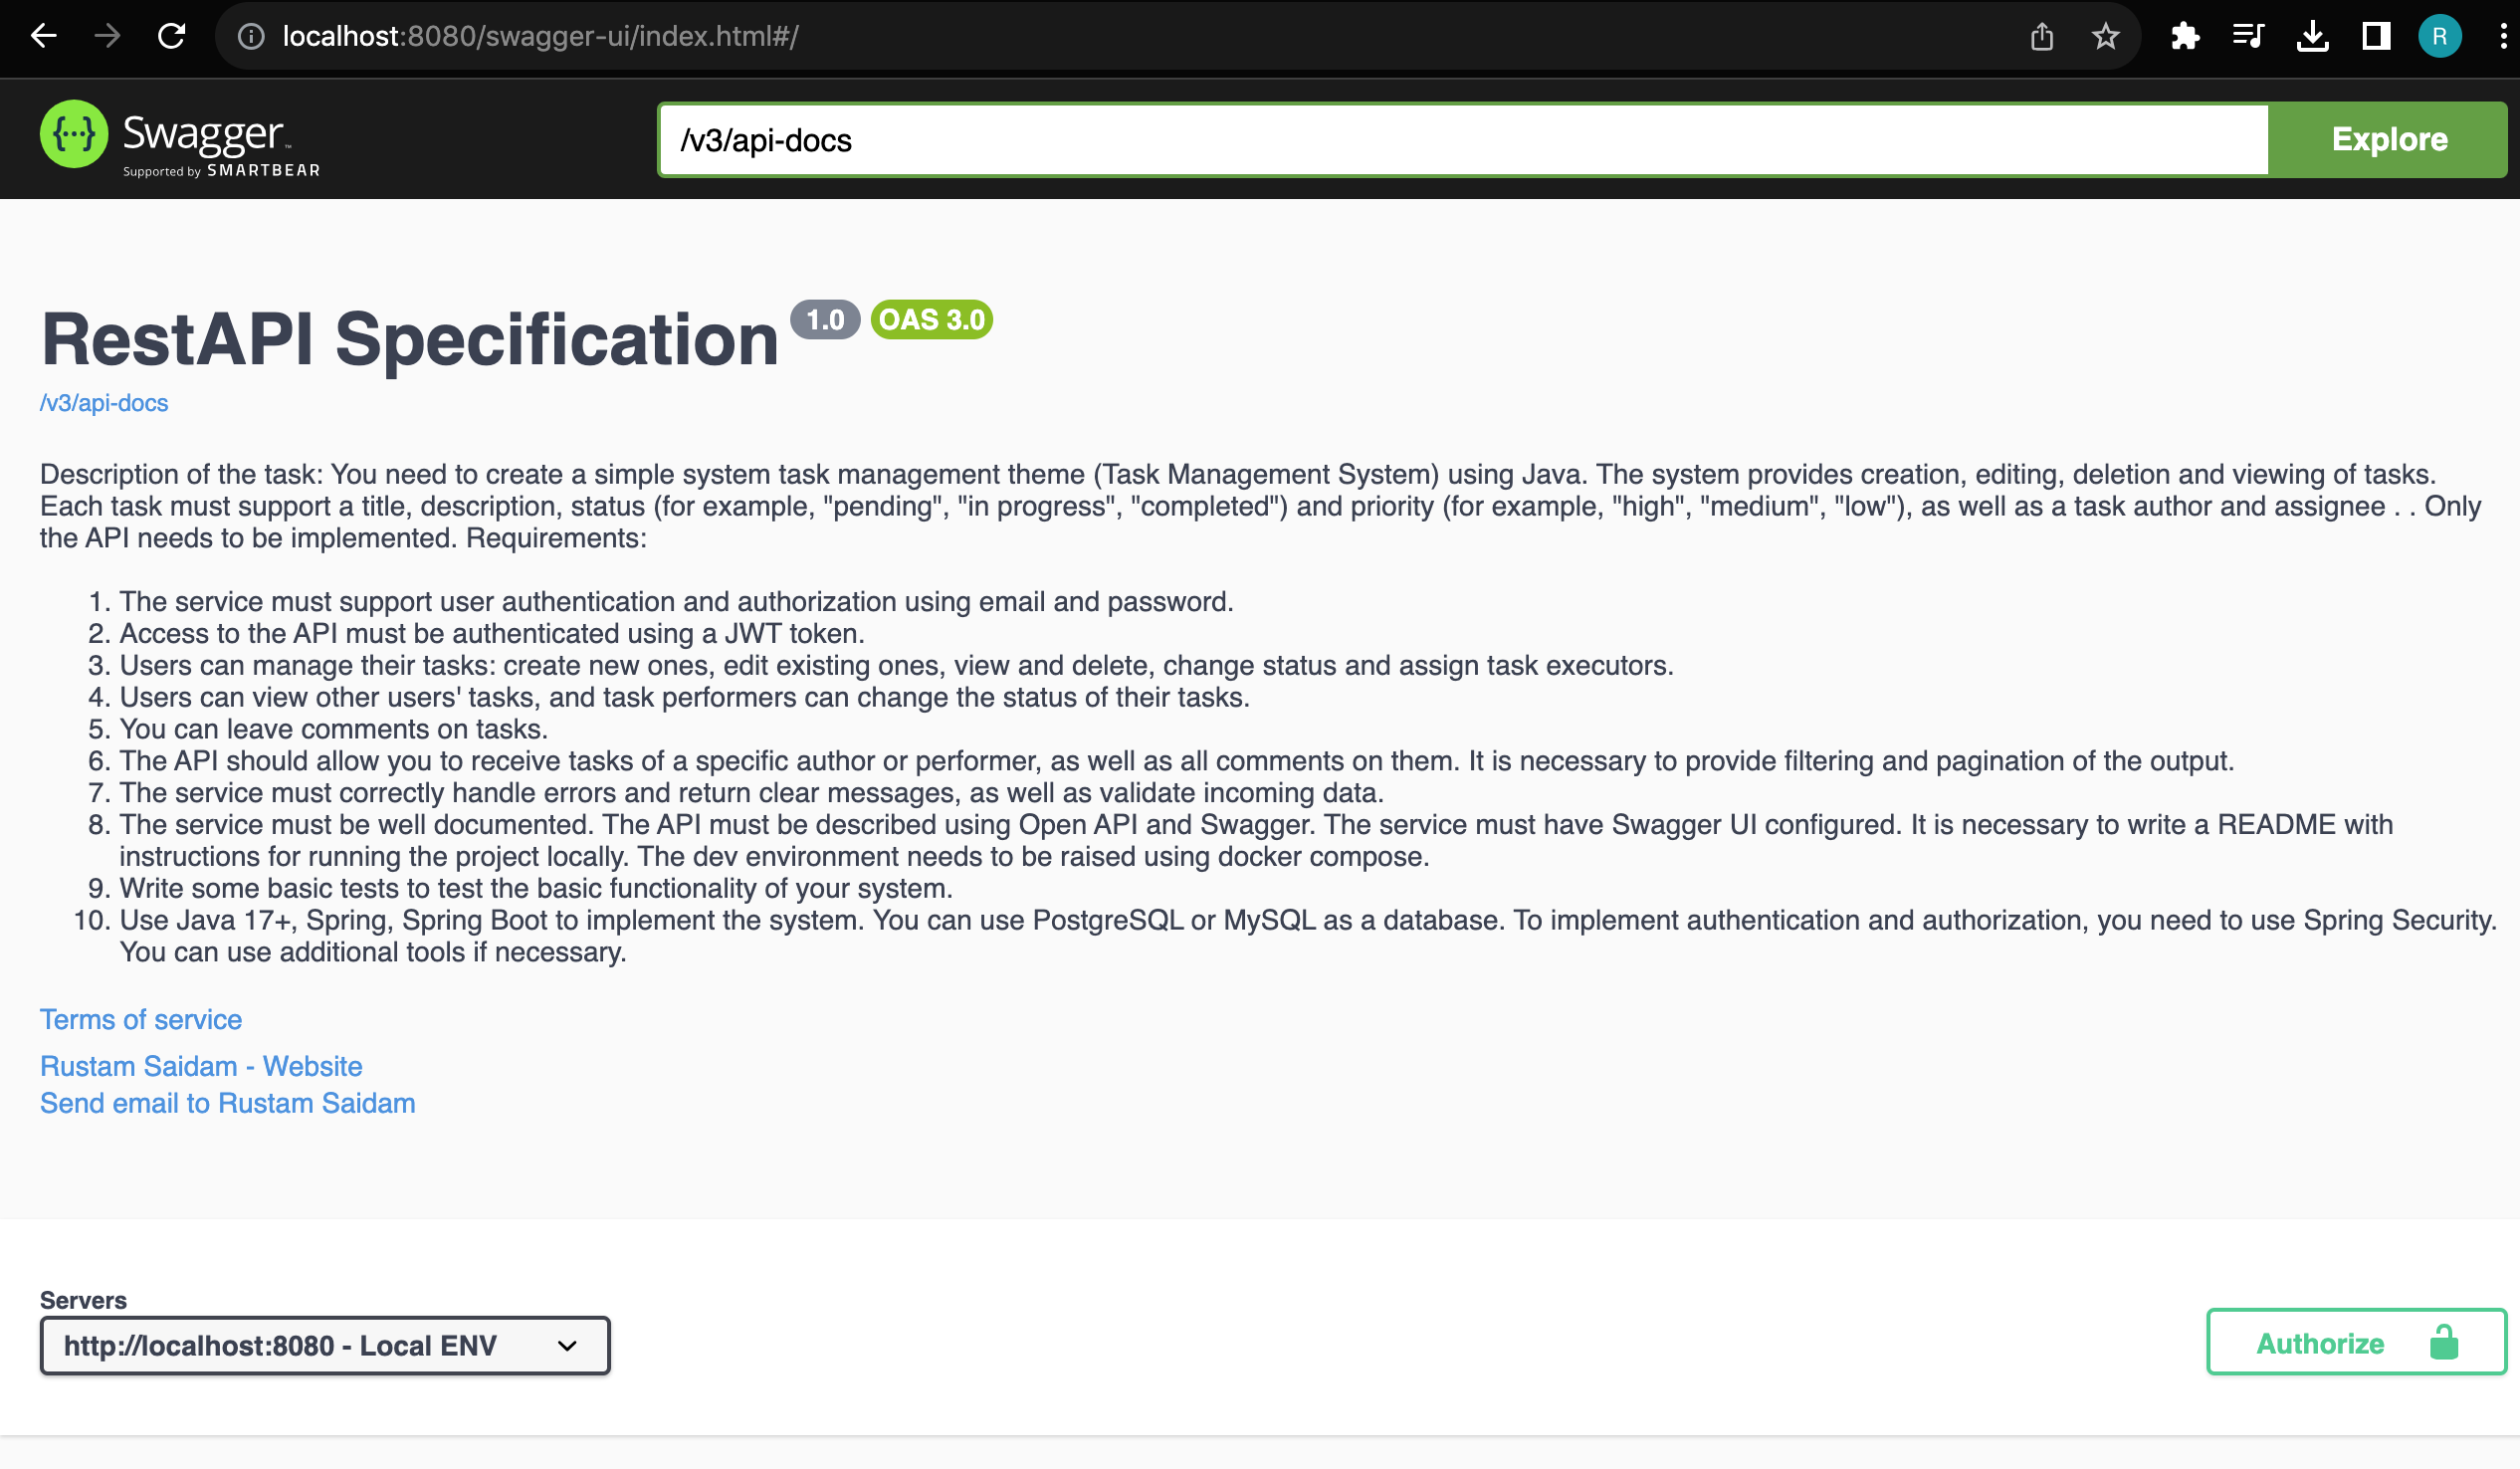 localhost:8080/swagger-ui/index.html#/
R
{···} Swagger™
Supported by SMARTBEAR
/v3/api-docs
Explore
RestAPI Specification 1.0 OAS 3.0
/v3/api-docs
Description of the task: You need to create a simple system task management theme (Task Management System) using Java. The system provides creation, editing, deletion and viewing of tasks.
Each task must support a title, description, status (for example, "pending", "in progress", "completed") and priority (for example, "high", "medium", "low"), as well as a task author and assignee . . Only
the API needs to be implemented. Requirements:
1. The service must support user authentication and authorization using email and password.
2. Access to the API must be authenticated using a JWT token.
3. Users can manage their tasks: create new ones, edit existing ones, view and delete, change status and assign task executors.
4. Users can view other users' tasks, and task performers can change the status of their tasks.
5. You can leave comments on tasks.
6. The API should allow you to receive tasks of a specific author or performer, as well as all comments on them. It is necessary to provide filtering and pagination of the output.
7. The service must correctly handle errors and return clear messages, as well as validate incoming data.
8. The service must be well documented. The API must be described using Open API and Swagger. The service must have Swagger UI configured. It is necessary to write a README with
instructions for running the project locally. The dev environment needs to be raised using docker compose.
9. Write some basic tests to test the basic functionality of your system.
10. Use Java 17+, Spring, Spring Boot to implement the system. You can use PostgreSQL or MySQL as a database. To implement authentication and authorization, you need to use Spring Security.
You can use additional tools if necessary.
Terms of service
Rustam Saidam - Website
Send email to Rustam Saidam
Servers
http://localhost:8080 - Local ENV
Authorize